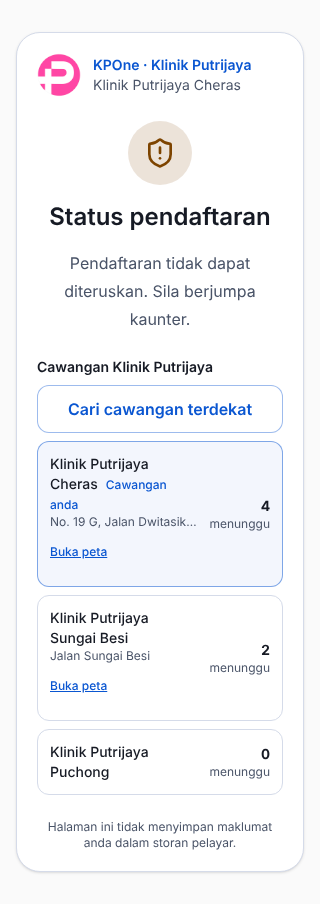 KPOne · Klinik Putrijaya
Klinik Putrijaya Cheras
Status pendaftaran
Pendaftaran tidak dapat
diteruskan. Sila berjumpa
kaunter.
Cawangan Klinik Putrijaya
Cari cawangan terdekat
Klinik Putrijaya
Cheras Cawangan
anda
No. 19 G, Jalan Dwitasik...
Buka peta
4
menunggu
Klinik Putrijaya
Sungai Besi
Jalan Sungai Besi
Buka peta
2
menunggu
Klinik Putrijaya
Puchong
0
menunggu
Halaman ini tidak menyimpan maklumat
anda dalam storan pelayar.